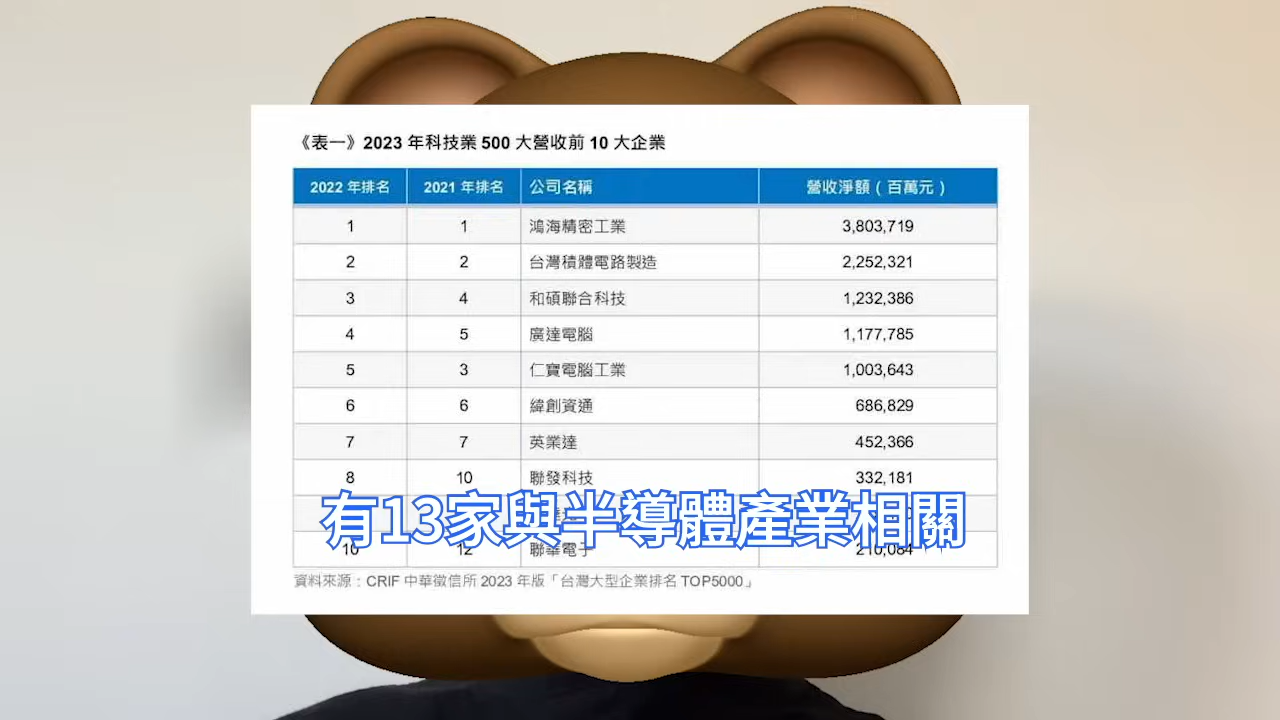 《表一》2023 年科技業 500 大營收前 10 大企業
2022 年排名 2021 年排名 公司名稱 營收淨額（百萬元）
1 1 鴻海精密工業 3,803,719
2 2 台灣積體電路製造 2,252,321
3 4 和碩聯合科技 1,232,386
4 5 廣達電腦 1,177,785
5 3 仁寶電腦工業 1,003,643
6 6 緯創資通 686,829
7 7 英業達 452,366
8 10 聯發科技 332,181
有13家與半導體產業相關
10 12 聯華電子 210,084
資料來源：CRIF 中華徵信所 2023 年版「台灣大型企業排名 TOP5000」